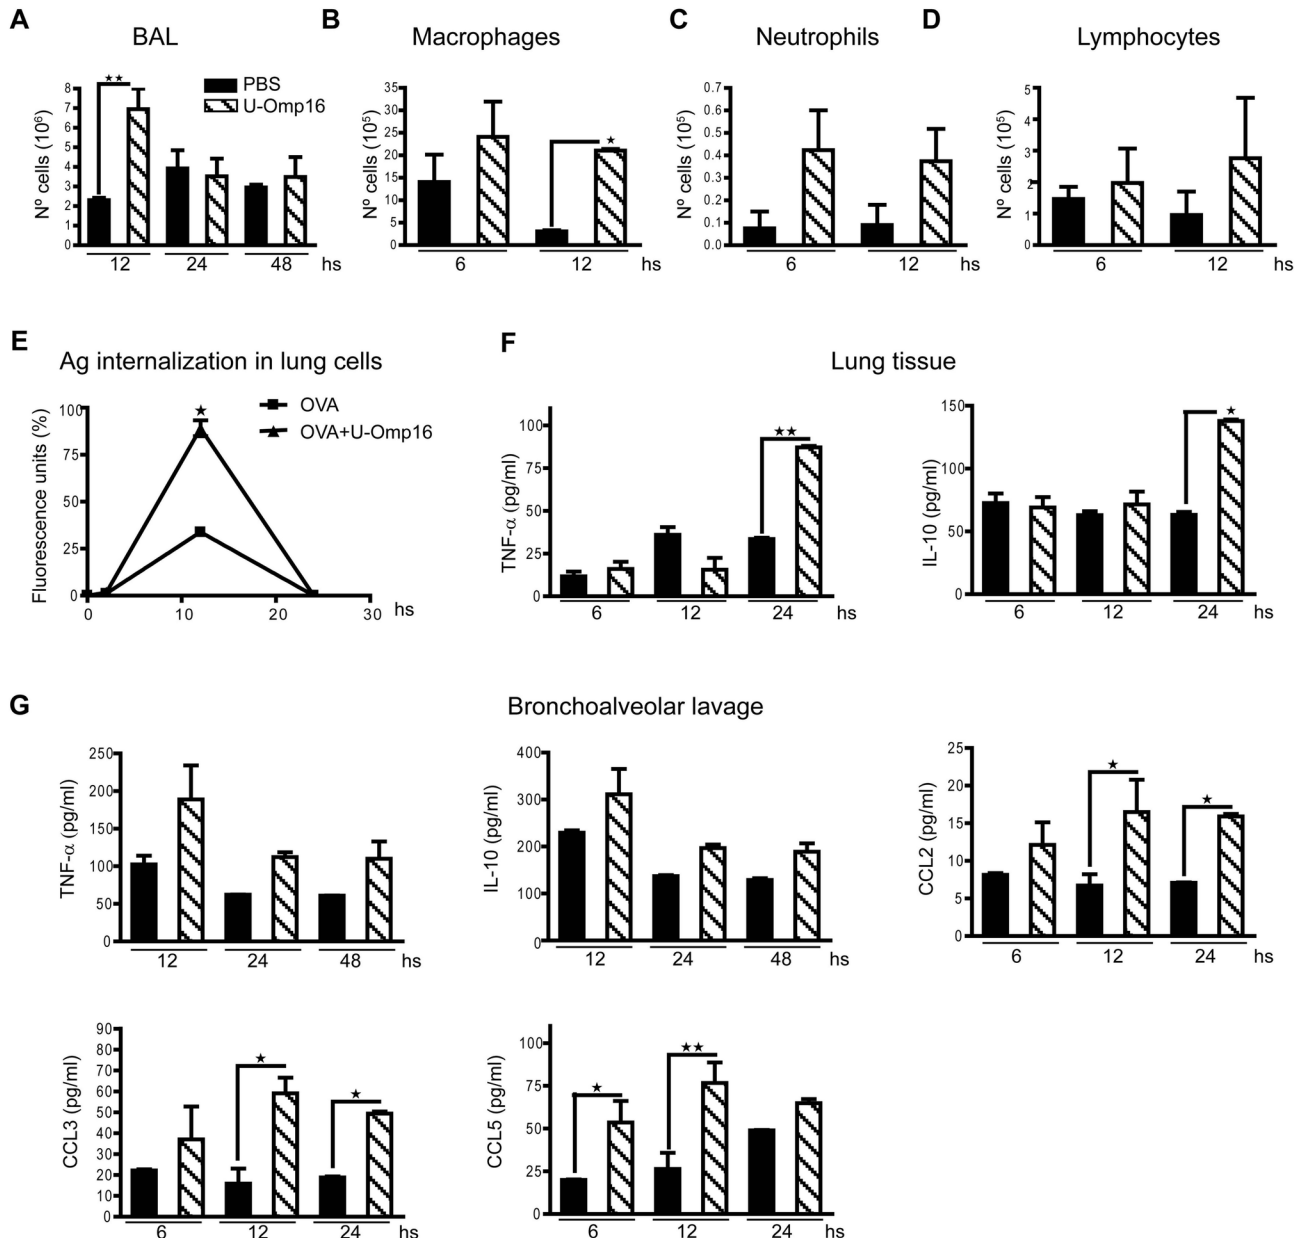 A BAL
B Macrophages
C Neutrophils
D Lymphocytes
PBS
U-Omp16
★★
Nº cells (10⁶)
8
7
6
5
4
3
2
1
0
12 24 48 hs
Nº cells (10⁵)
35
30
25
20
15
10
5
0
★
6 12 hs
Nº cells (10⁵)
0.7
0.6
0.5
0.4
0.3
0.2
0.1
0.0
6 12 hs
Nº cells (10⁵)
5
4
3
2
1
0
6 12 hs
E
Ag internalization in lung cells
OVA
OVA+U-Omp16
★
Fluorescence units (%)
100
75
50
25
0
0 10 20 30 hs
F
Lung tissue
TNF-α (pg/ml)
100
75
50
25
0
★★
6 12 24 hs
IL-10 (pg/ml)
150
100
50
0
★
6 12 24 hs
G
Bronchoalveolar lavage
TNF-α (pg/ml)
250
200
150
100
50
0
12 24 48 hs
IL-10 (pg/ml)
400
300
200
100
0
12 24 48 hs
CCL2 (pg/ml)
25
20
15
10
5
0
★
★
6 12 24 hs
CCL3 (pg/ml)
90
80
70
60
50
40
30
20
10
0
★
★
6 12 24 hs
CCL5 (pg/ml)
100
75
50
25
0
★
★★
6 12 24 hs